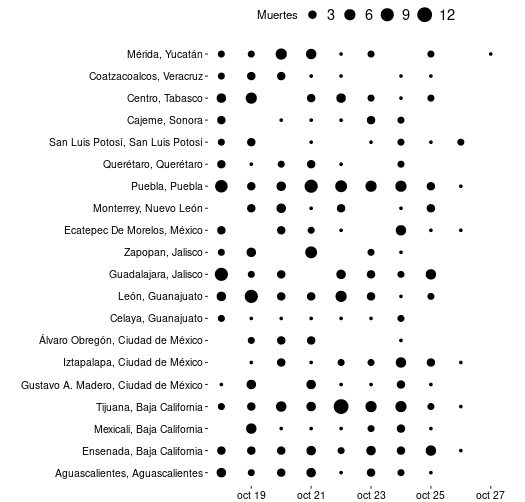 Muertes 3 6 9 12
Mérida, Yucatán
Coatzacoalcos, Veracruz
Centro, Tabasco
Cajeme, Sonora
San Luis Potosí, San Luis Potosí
Querétaro, Querétaro
Puebla, Puebla
Monterrey, Nuevo León
Ecatepec De Morelos, México
Zapopan, Jalisco
Guadalajara, Jalisco
León, Guanajuato
Celaya, Guanajuato
Álvaro Obregón, Ciudad de México
Iztapalapa, Ciudad de México
Gustavo A. Madero, Ciudad de México
Tijuana, Baja California
Mexicali, Baja California
Ensenada, Baja California
Aguascalientes, Aguascalientes
oct 19 oct 21 oct 23 oct 25 oct 27